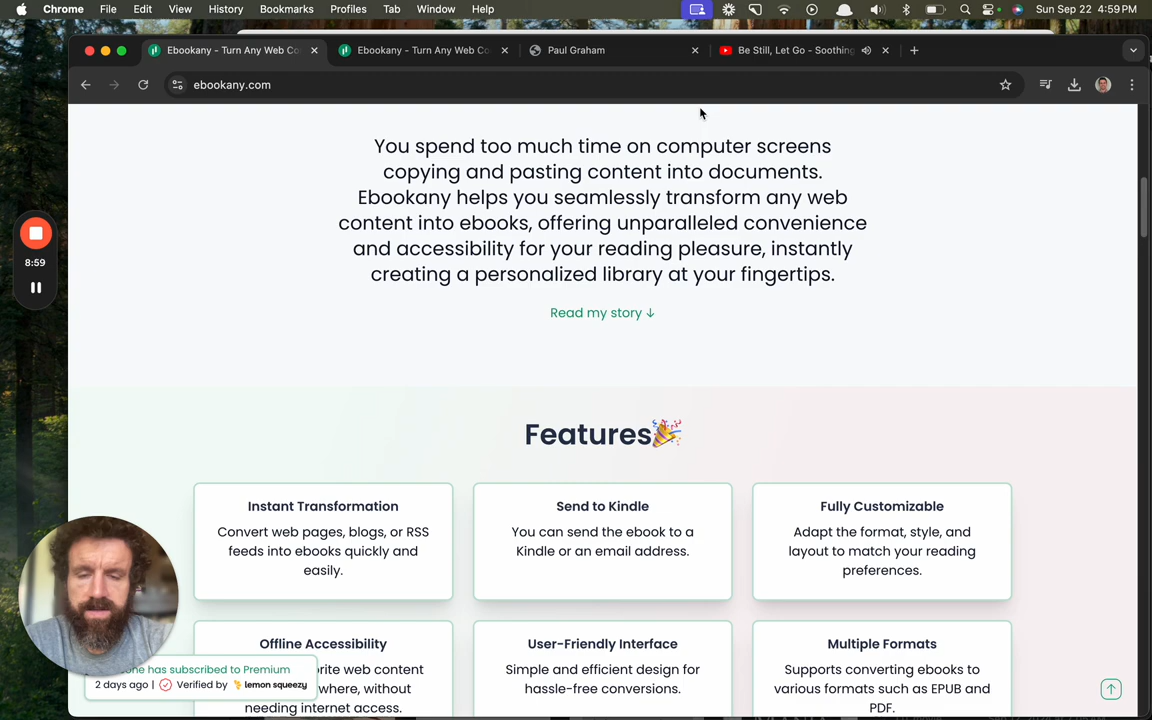 Chrome File Edit View History Bookmarks Profiles Tab Window Help Sun Sep 22 4:59 PM
Ebookany - Turn Any Web Co Ebookany - Turn Any Web Co Paul Graham Be Still, Let Go - Soothing
ebookany.com
You spend too much time on computer screens
copying and pasting content into documents.
Ebookany helps you seamlessly transform any web
content into ebooks, offering unparalleled convenience
and accessibility for your reading pleasure, instantly
creating a personalized library at your fingertips.
Read my story ↓
8:59
Features🎉
Instant Transformation
Convert web pages, blogs, or RSS
feeds into ebooks quickly and
easily.
Send to Kindle
You can send the ebook to a
Kindle or an email address.
Fully Customizable
Adapt the format, style, and
layout to match your reading
preferences.
Offline Accessibility
web content
where, without
needing internet access.
User-Friendly Interface
Simple and efficient design for
hassle-free conversions.
Multiple Formats
Supports converting ebooks to
various formats such as EPUB and
PDF.
has subscribed to Premium
2 days ago | Verified by lemon squeezy